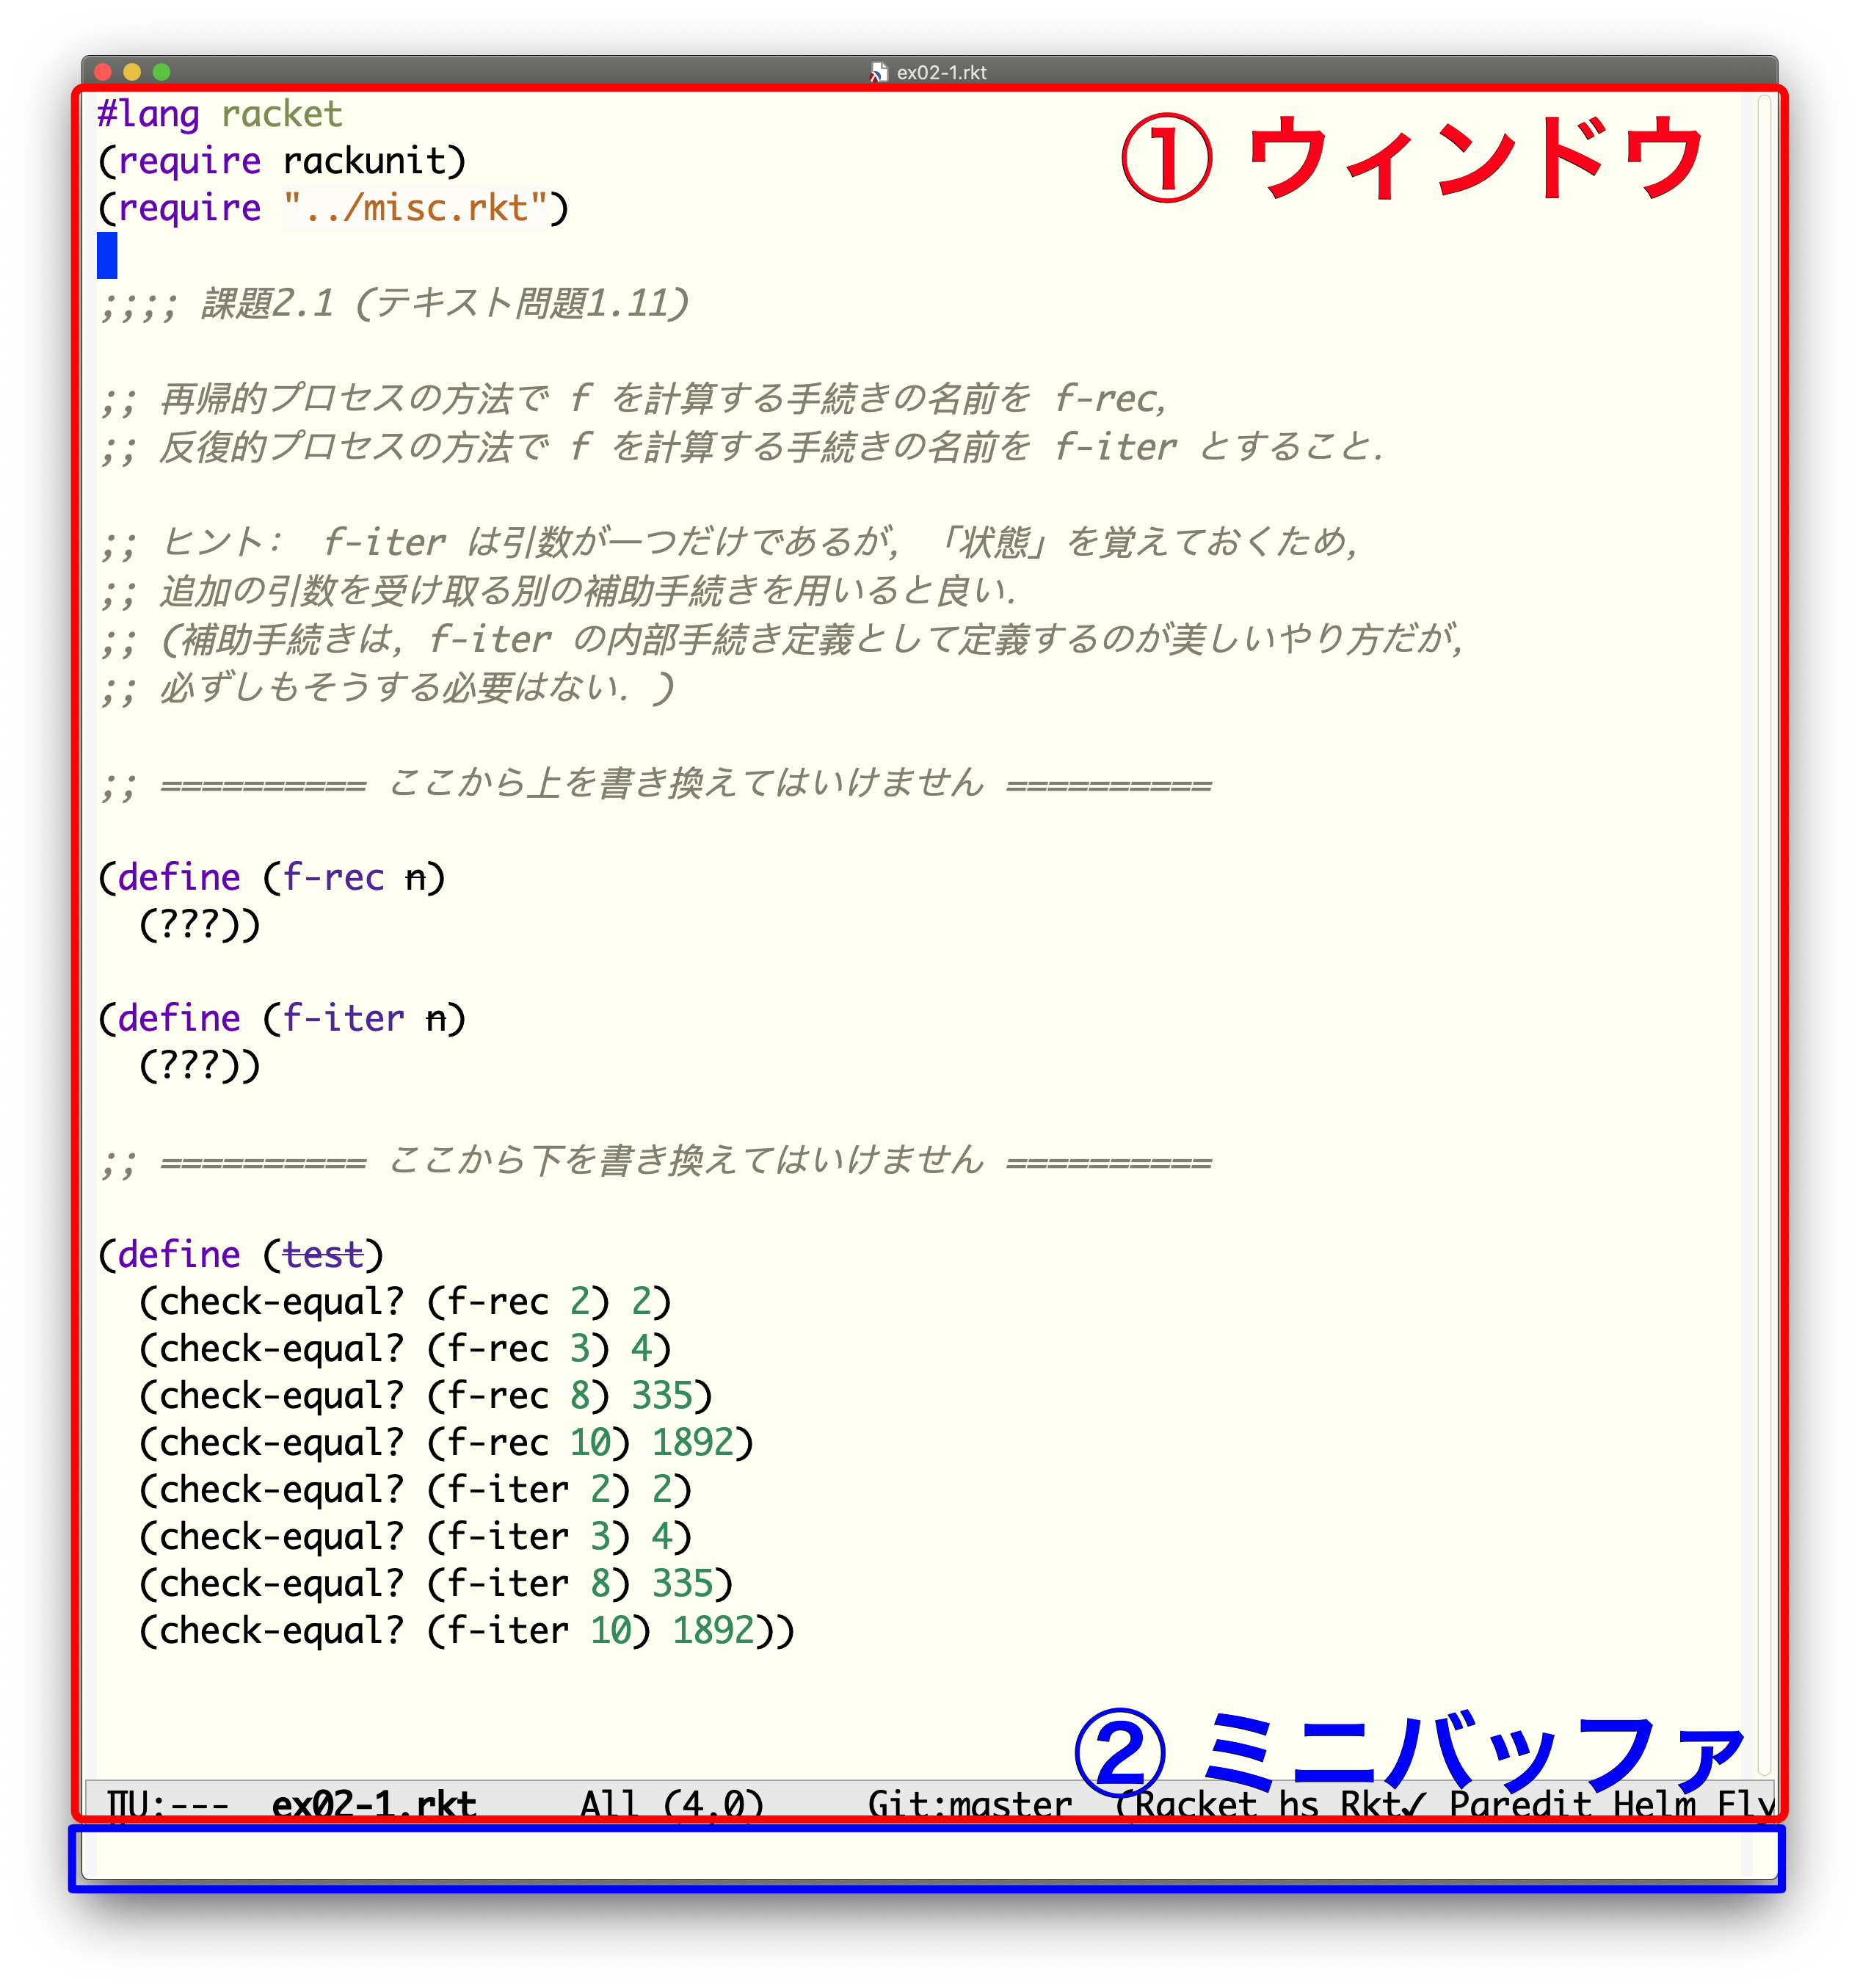 ex02-1.rkt
#lang racket
① ウィンドウ
(require rackunit)
(require "../misc.rkt")
;;;; 課題2.1 (テキスト問題1.11)
;; 再帰的プロセスの方法で f を計算する手続きの名前を f-rec，
;; 反復的プロセスの方法で f を計算する手続きの名前を f-iter とすること．
;; ヒント： f-iter は引数が一つだけであるが，「状態」を覚えておくため，
;; 追加の引数を受け取る別の補助手続きを用いると良い．
;; (補助手続きは，f-iter の内部手続き定義として定義するのが美しいやり方だが，
;; 必ずしもそうする必要はない．)
;; ========== ここから上を書き換えてはいけません ==========
(define (f-rec n)
  (???))
(define (f-iter n)
  (???))
;; ========== ここから下を書き換えてはいけません ==========
(define (test)
  (check-equal? (f-rec 2) 2)
  (check-equal? (f-rec 3) 4)
  (check-equal? (f-rec 8) 335)
  (check-equal? (f-rec 10) 1892)
  (check-equal? (f-iter 2) 2)
  (check-equal? (f-iter 3) 4)
  (check-equal? (f-iter 8) 335)
  (check-equal? (f-iter 10) 1892))
② ミニバッファ
ΠU:---  ex02-1.rkt     All (4,0)     Git:master  (Racket hs Rkt✓ Paredit Helm Fly